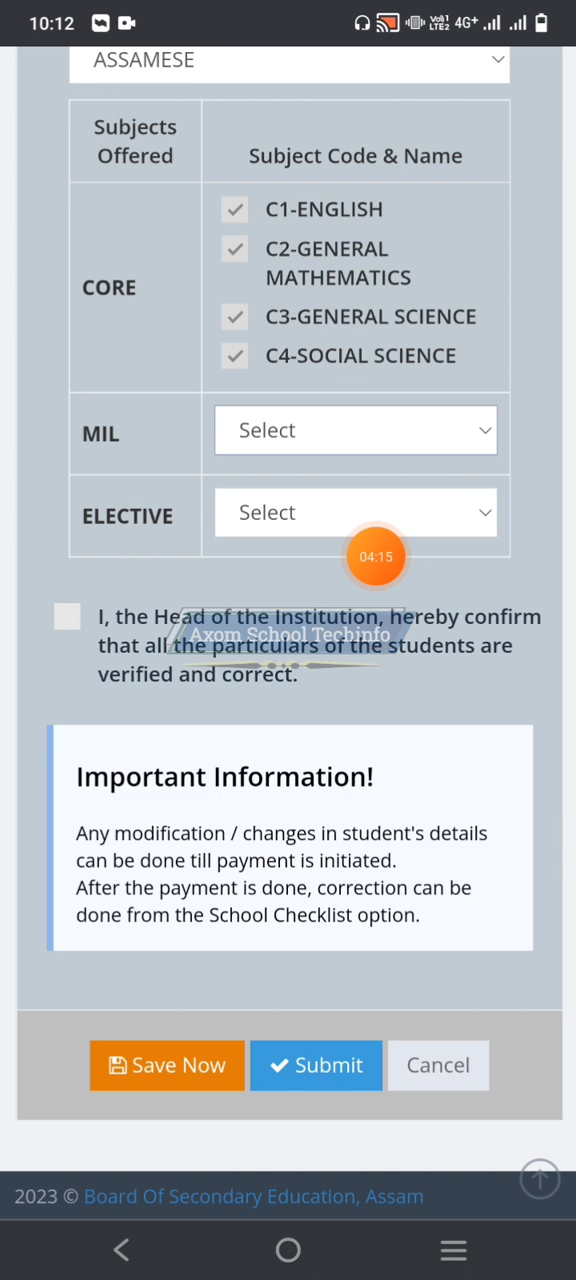 10:12 Vo1) LTE2 4G+
ASSAMESE
Subjects
Offered
Subject Code & Name
CORE
C1-ENGLISH
C2-GENERAL
MATHEMATICS
C3-GENERAL SCIENCE
C4-SOCIAL SCIENCE
MIL
Select
ELECTIVE
Select
04:15
I, the Head of the Institution, hereby confirm
that all the particulars of the students are
verified and correct.
Axom School Techinfo
Important Information!
Any modification / changes in student's details
can be done till payment is initiated.
After the payment is done, correction can be
done from the School Checklist option.
Save Now Submit Cancel
2023 © Board Of Secondary Education, Assam